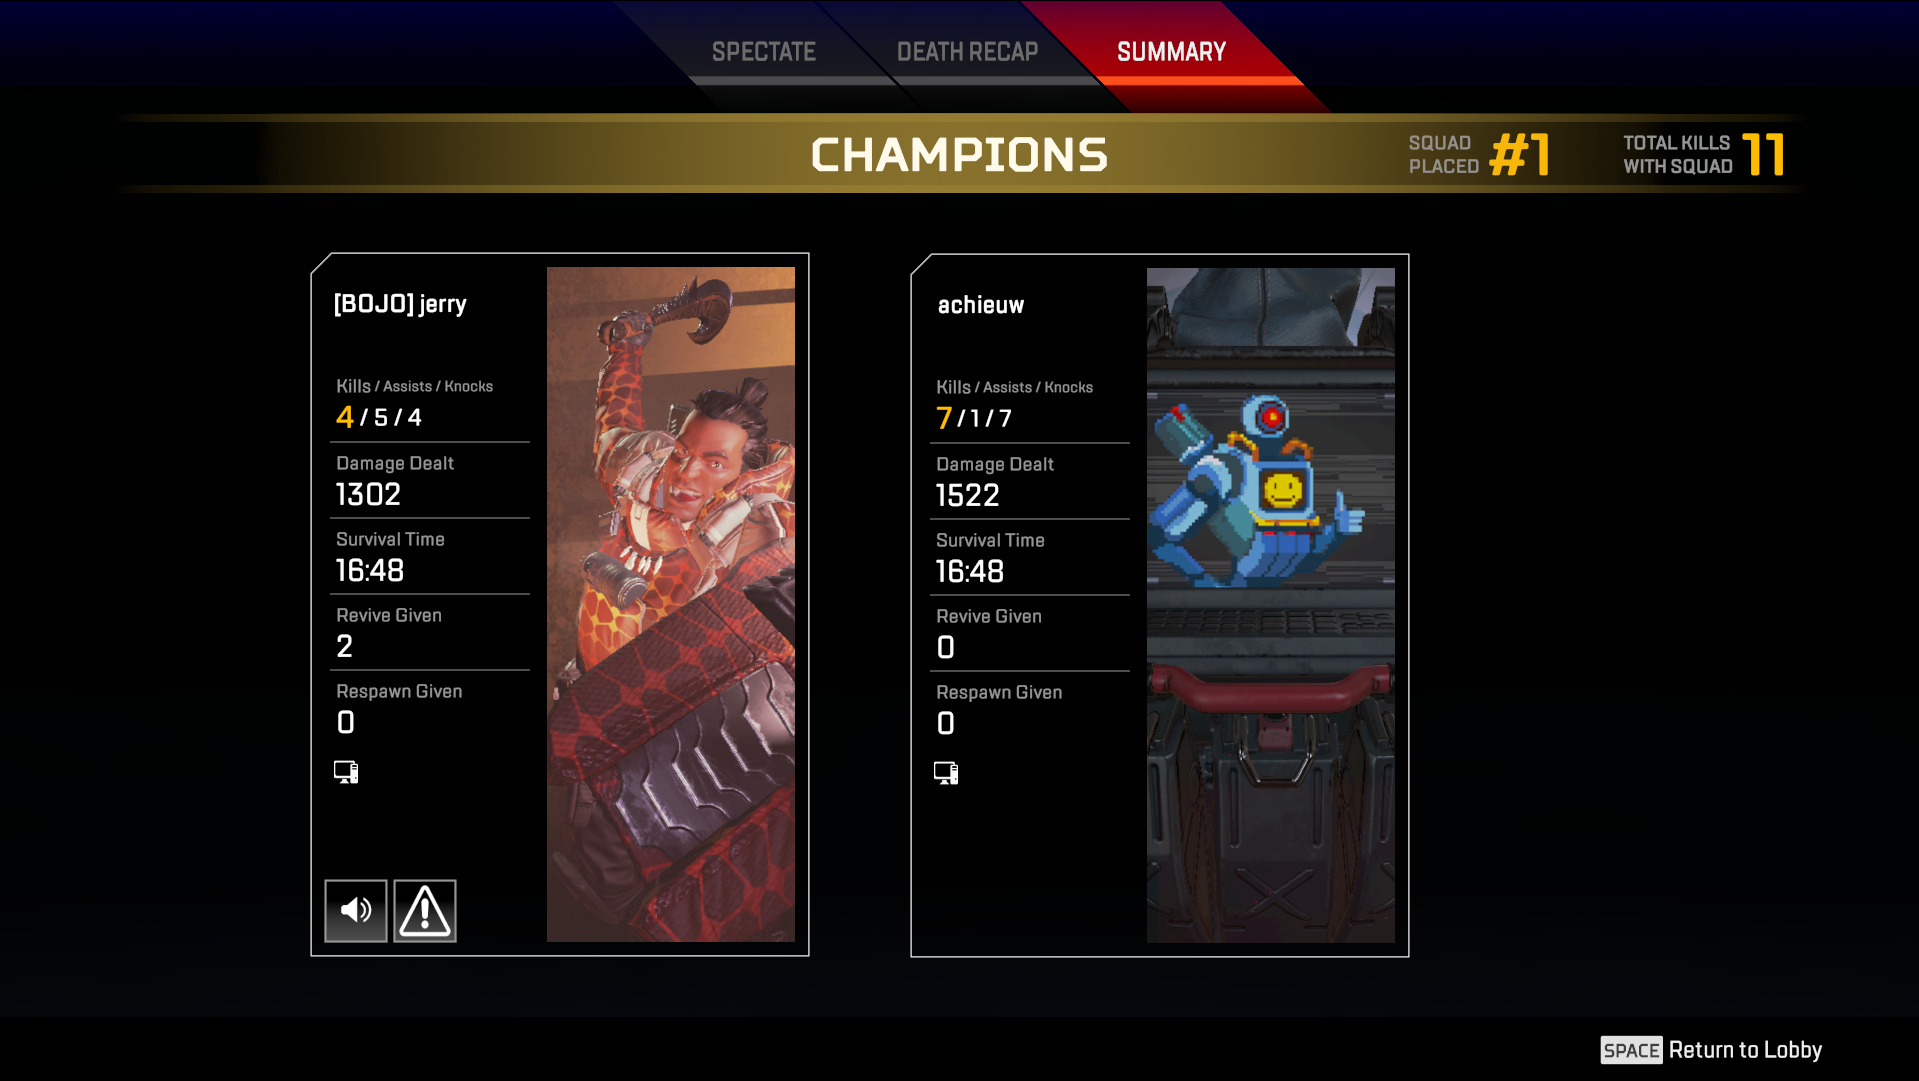 SPECTATE
DEATH RECAP
SUMMARY
CHAMPIONS
SQUAD PLACED #1
TOTAL KILLS WITH SQUAD 11
[BOJO] jerry
Kills / Assists / Knocks
4 / 5 / 4
Damage Dealt
1302
Survival Time
16:48
Revive Given
2
Respawn Given
0
achieuw
Kills / Assists / Knocks
7 / 1 / 7
Damage Dealt
1522
Survival Time
16:48
Revive Given
0
Respawn Given
0
SPACE Return to Lobby